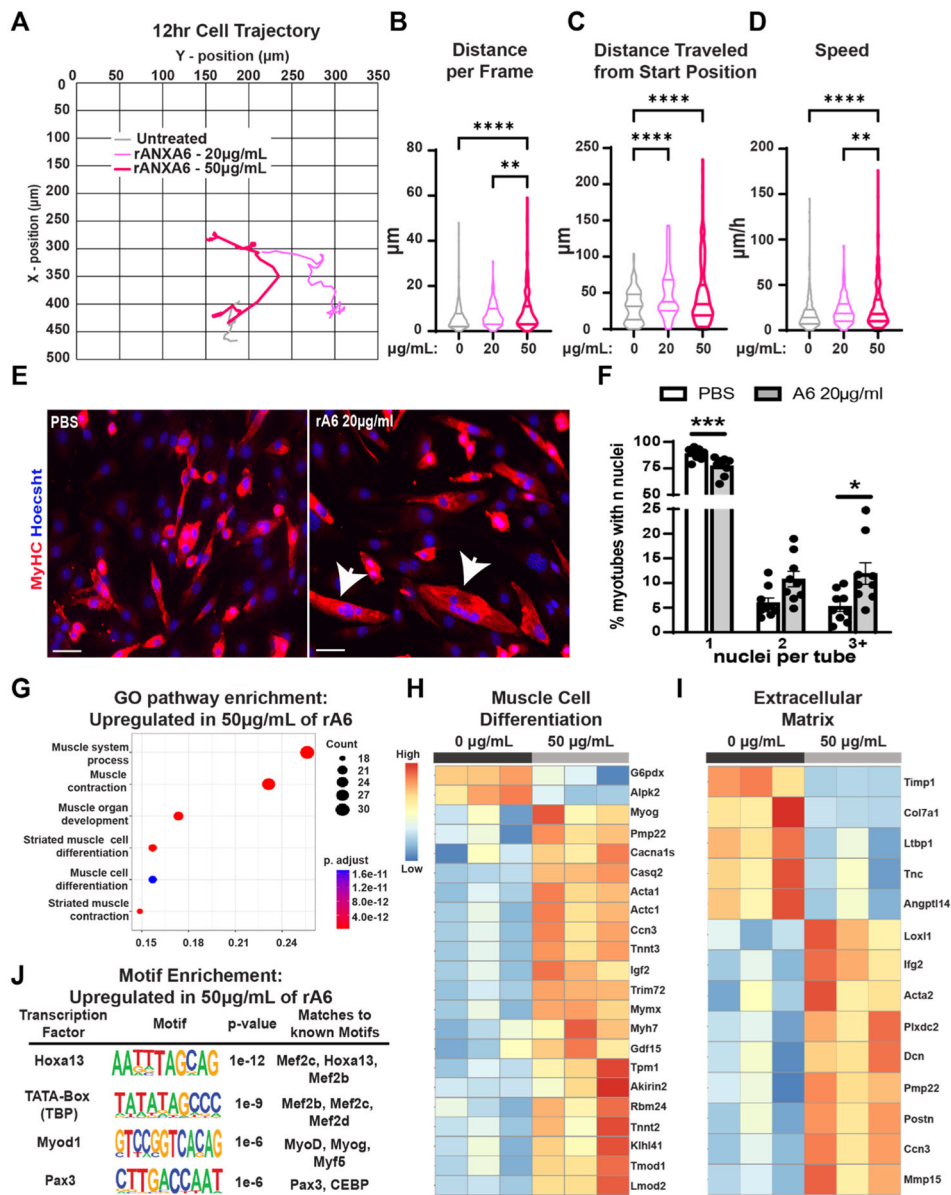 A
12hr Cell Trajectory
Y - position (µm)
0 50 100 150 200 250 300 350
0
50
100
150
200
250
300
350
400
450
500
X - position (µm)
Untreated
rANXA6 - 20µg/mL
rANXA6 - 50µg/mL
B
Distance
per Frame
****
**
µm
80
60
40
20
0
µg/mL: 0 20 50
C
Distance Traveled
from Start Position
****
****
µm
250
200
150
100
50
0
µg/mL: 0 20 50
D
Speed
****
**
µm/h
200
150
100
50
0
µg/mL: 0 20 50
E
MyHC Hoecsht
PBS
rA6 20µg/ml
F
PBS A6 20µg/ml
***
*
% myotubes with n nuclei
100
75
50
25
20
15
10
5
0
1 2 3+
nuclei per tube
G
GO pathway enrichment:
Upregulated in 50µg/mL of rA6
Muscle system
process
Muscle
contraction
Muscle organ
development
Striated muscle cell
differentiation
Muscle cell
differentiation
Striated muscle
contraction
0.15 0.18 0.21 0.24
Count
18
21
24
27
30
p. adjust
1.6e-11
1.2e-11
8.0e-12
4.0e-12
H
Muscle Cell
Differentiation
0 µg/mL 50 µg/mL
High
Low
G6pdx
Alpk2
Myog
Pmp22
Cacna1s
Casq2
Acta1
Actc1
Ccn3
Tnnt3
Igf2
Trim72
Mymx
Myh7
Gdf15
Tpm1
Akirin2
Rbm24
Tnnt2
Klhl41
Tmod1
Lmod2
I
Extracellular
Matrix
0 µg/mL 50 µg/mL
Timp1
Col7a1
Ltbp1
Tnc
Angptl14
Loxl1
Ifg2
Acta2
Plxdc2
Dcn
Pmp22
Postn
Ccn3
Mmp15
J
Motif Enrichement:
Upregulated in 50µg/mL of rA6
Transcription
Factor
Motif
p-value
Matches to
known Motifs
Hoxa13 AATTTAGCAG 1e-12 Mef2c, Hoxa13,
Mef2b
TATA-Box
(TBP)
TATATAGCCC 1e-9 Mef2b, Mef2c,
Mef2d
Myod1 GTCCGGTCACAG 1e-6 MyoD, Myog,
Myf5
Pax3 CTTGACCAAT 1e-6 Pax3, CEBP